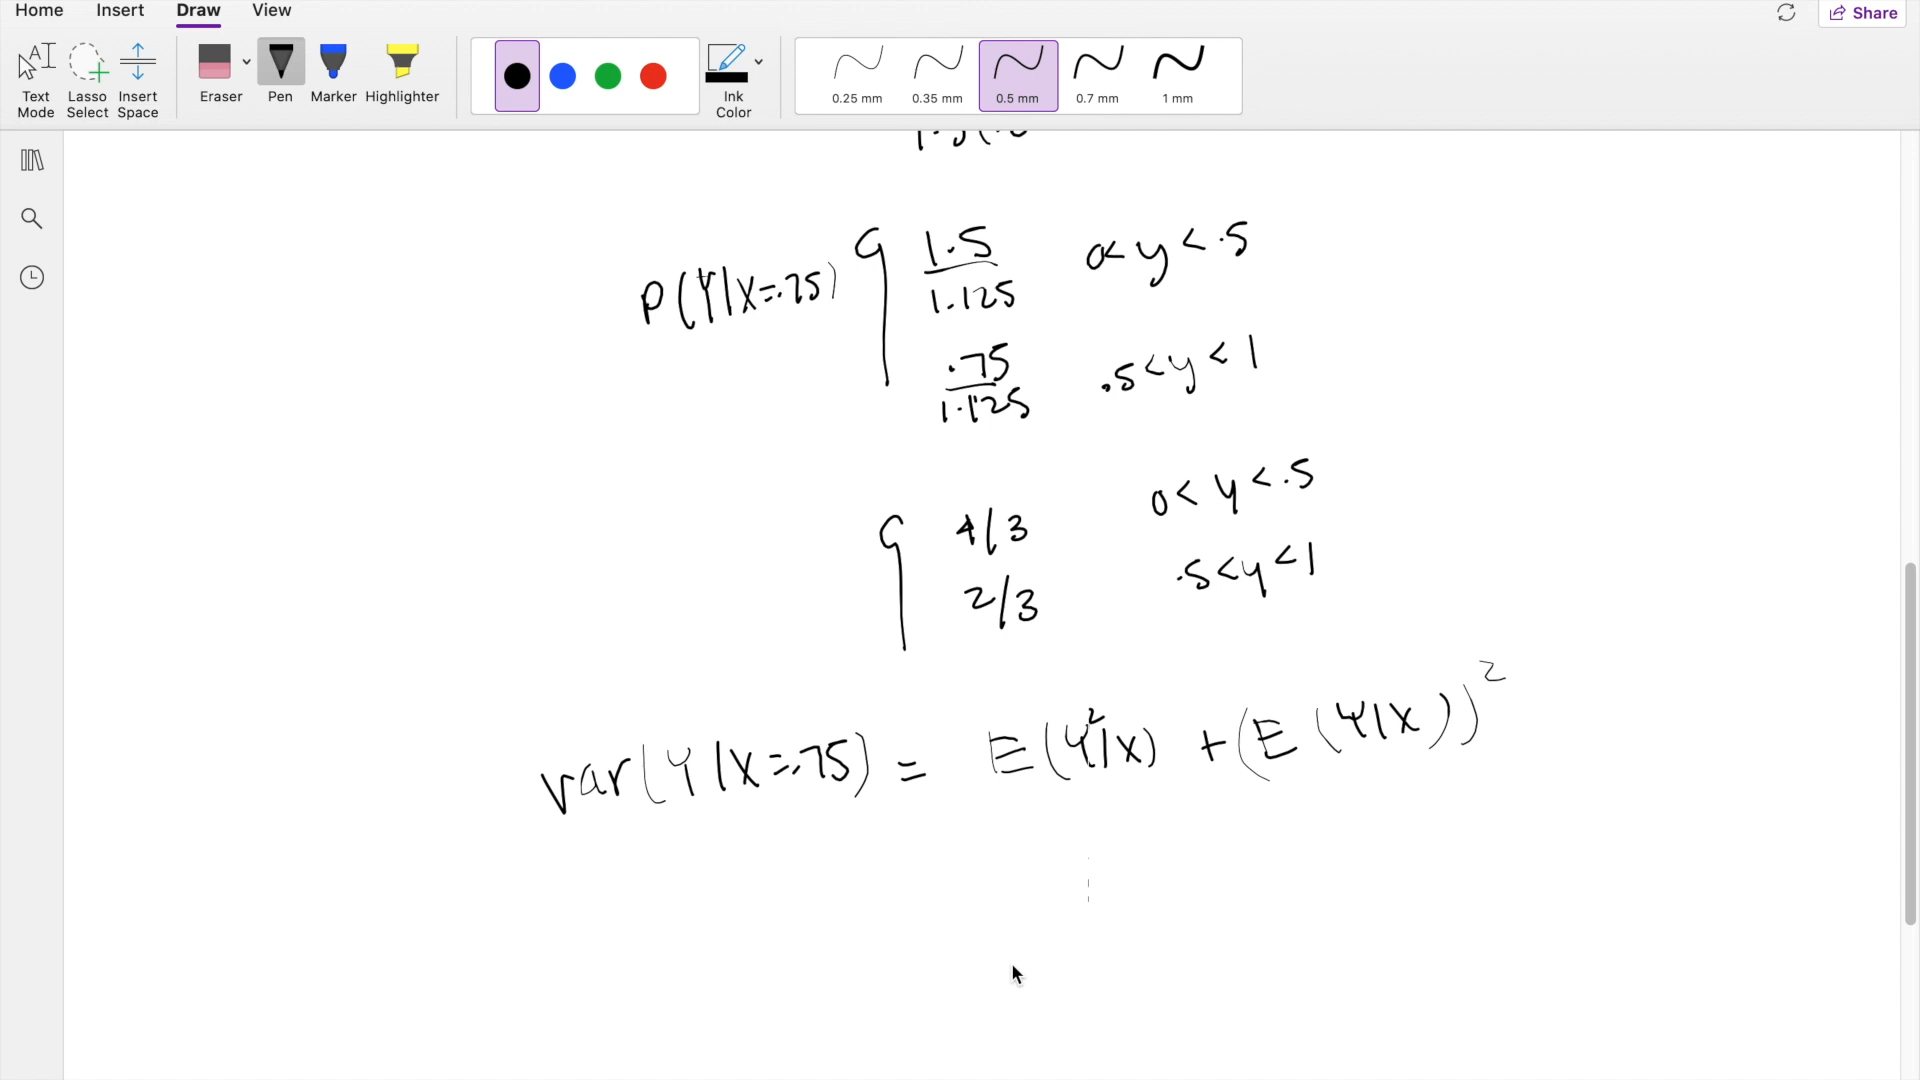 Home Insert Draw View Share
AI
Text Mode Lasso Select Insert Space Eraser Pen Marker Highlighter Ink Color 0.25 mm 0.35 mm 0.5 mm 0.7 mm 1 mm
P(Y|X=.75) { 1.5/1.125 0<y<.5
.75/1.125 .5<y<1
{ 4/3 0<y<.5
2/3 .5<y<1
var(Y|X=.75) = E(Y²|X) + (E(Y|X))²